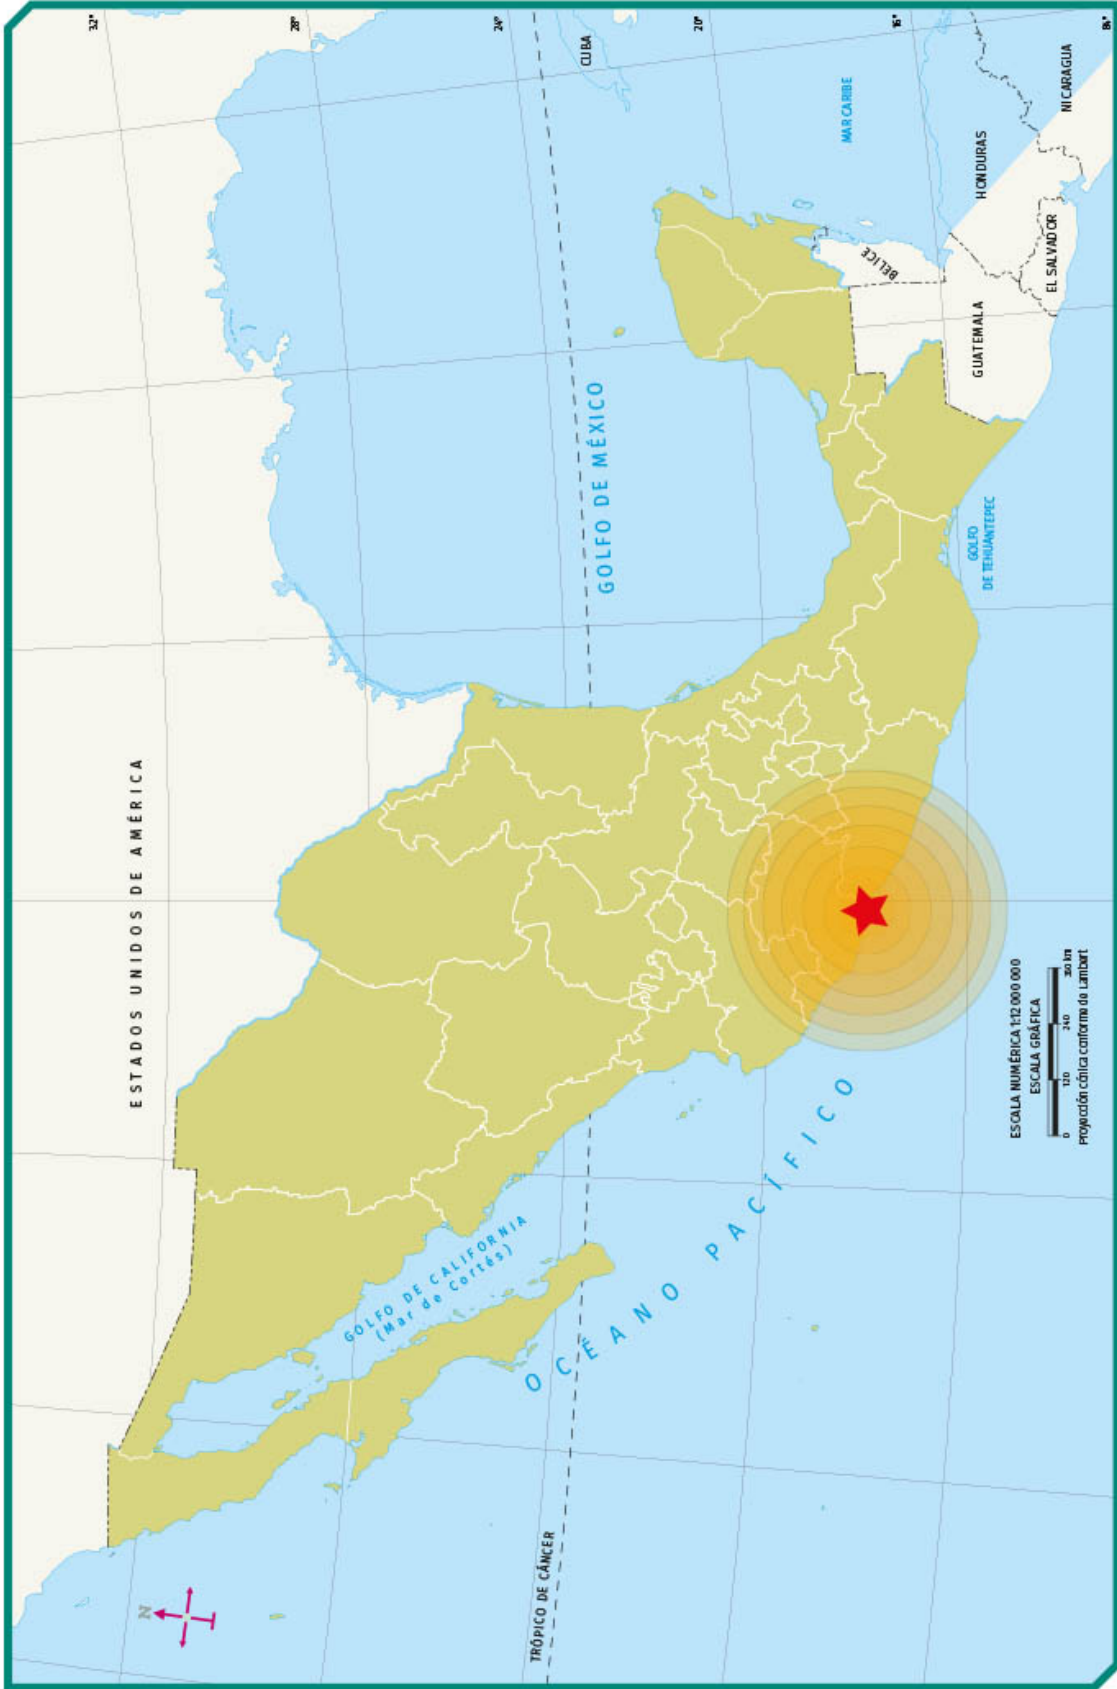 N
ESTADOS UNIDOS DE AMÉRICA
32°
28°
24°
20°
16°
84°
GOLFO DE CALIFORNIA
(Mar de Cortés)
GOLFO DE MÉXICO
TRÓPICO DE CÁNCER
CUBA
OCÉANO PACÍFICO
MAR CARIBE
BELICE
GUATEMALA
HONDURAS
EL SALVADOR
NICARAGUA
GOLFO
DE TEHUANTEPEC
ESCALA NUMÉRICA 1:12 000 000
ESCALA GRÁFICA
0 120 240 360 km
Proyección cónica conforme de Lambert